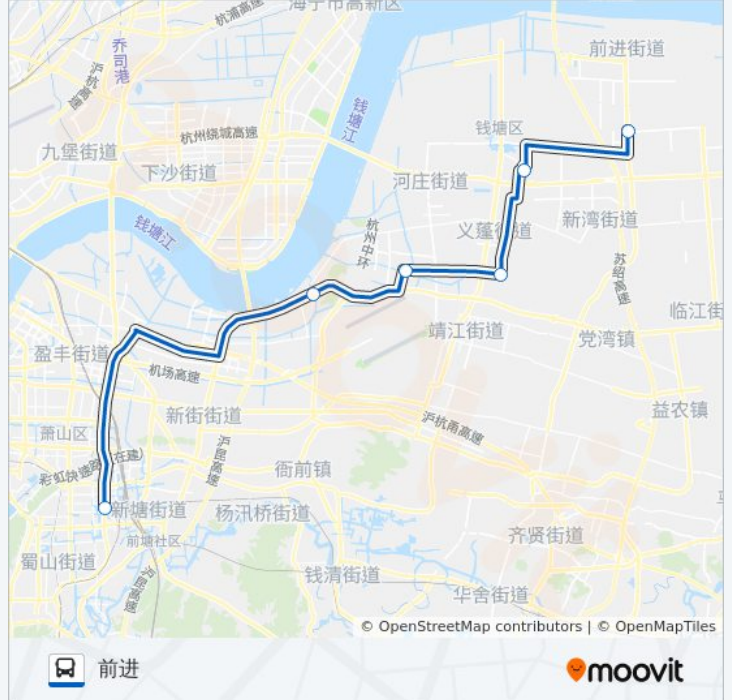 海宁市高新区
杭浦高速
前进街道
乔司港
沪杭高速
钱塘江
钱塘区
杭州绕城高速
九堡街道
下沙街道
河庄街道
钱塘江
杭州中环
义蓬街道
新湾街道
苏绍高速
临江街
靖江街道
党湾镇
盈丰街道
机场高速
新街街道
沪杭甬高速
益农镇
萧山区
沪昆高速
彩虹快速路(在建)
衙前镇
新塘街道
杨汛桥街道
前塘社区
齐贤街道
蜀山街道
钱清街道
沪昆高速
华舍街道
© OpenStreetMap contributors | © OpenMapTiles
前进
moovit